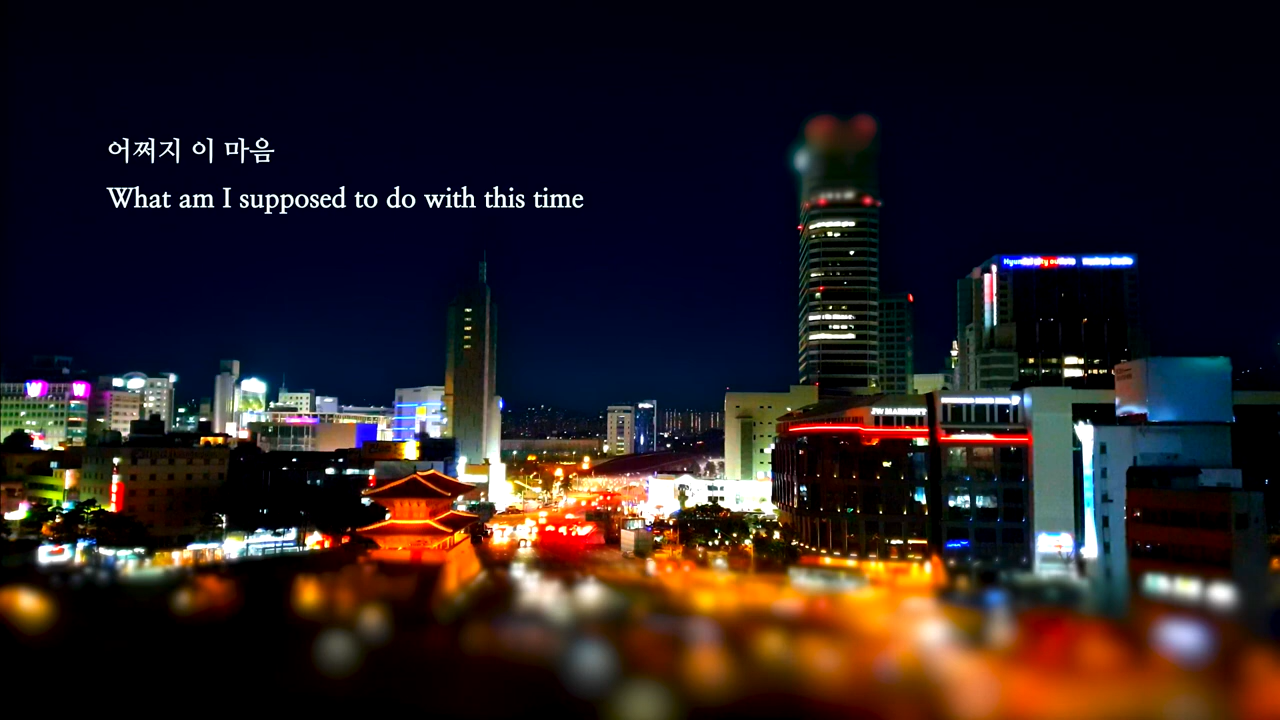 어쩌지 이 마음
What am I supposed to do with this time
JW MARRIOTT